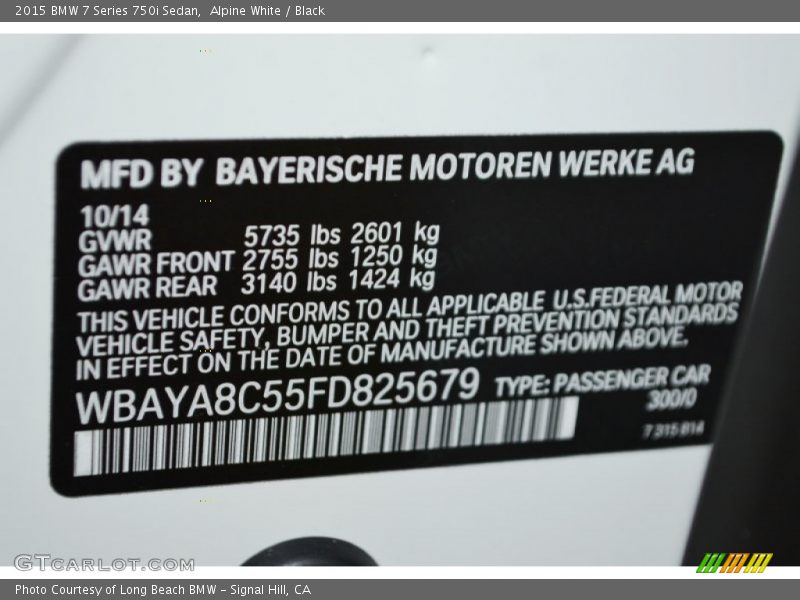 2015 BMW 7 Series 750i Sedan,  Alpine White / Black
MFD BY BAYERISCHE MOTOREN WERKE AG
10/14
GVWR 5735 lbs 2601 kg
GAWR FRONT 2755 lbs 1250 kg
GAWR REAR 3140 lbs 1424 kg
THIS VEHICLE CONFORMS TO ALL APPLICABLE U.S.FEDERAL MOTOR
VEHICLE SAFETY, BUMPER AND THEFT PREVENTION STANDARDS
IN EFFECT ON THE DATE OF MANUFACTURE SHOWN ABOVE.
WBAYA8C55FD825679 TYPE: PASSENGER CAR
300/0
7 315 814
GTCARLOT.COM
Photo Courtesy of Long Beach BMW - Signal Hill, CA